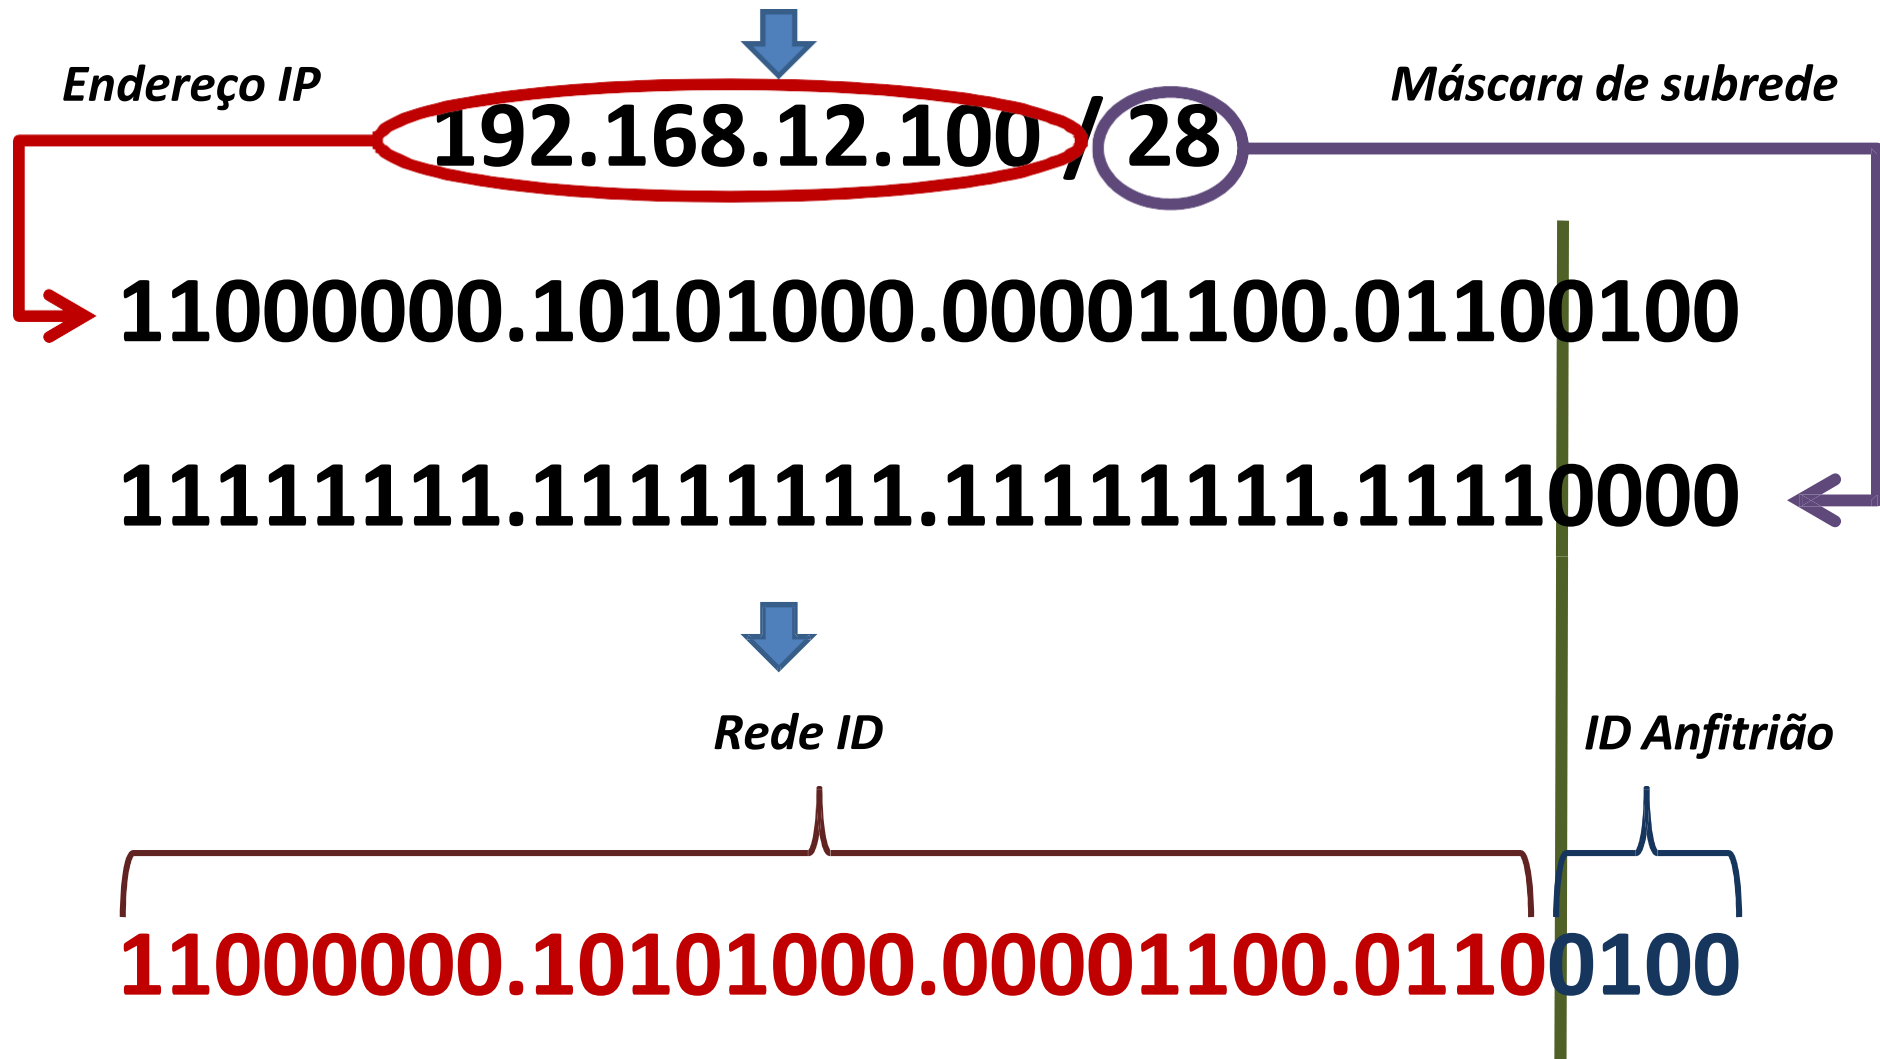 Endereço IP
Máscara de subrede
192.168.12.100 / 28
11000000.10101000.00001100.01100100
11111111.11111111.11111111.11110000
Rede ID
ID Anfitrião
11000000.10101000.00001100.01100100